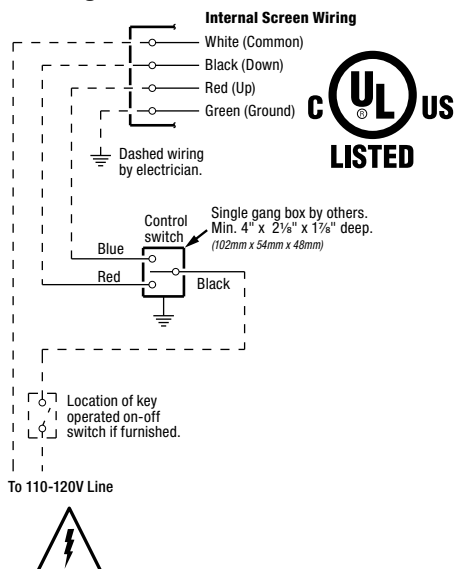 Internal Screen Wiring
White (Common)
Black (Down)
Red (Up)
Green (Ground)
C UL US
®
LISTED
Dashed wiring
by electrician.
Control
switch
Single gang box by others.
Min. 4" x 2⅛" x 1⅞" deep.
(102mm x 54mm x 48mm)
Blue
Red
Black
Location of key
operated on-off
switch if furnished.
To 110-120V Line